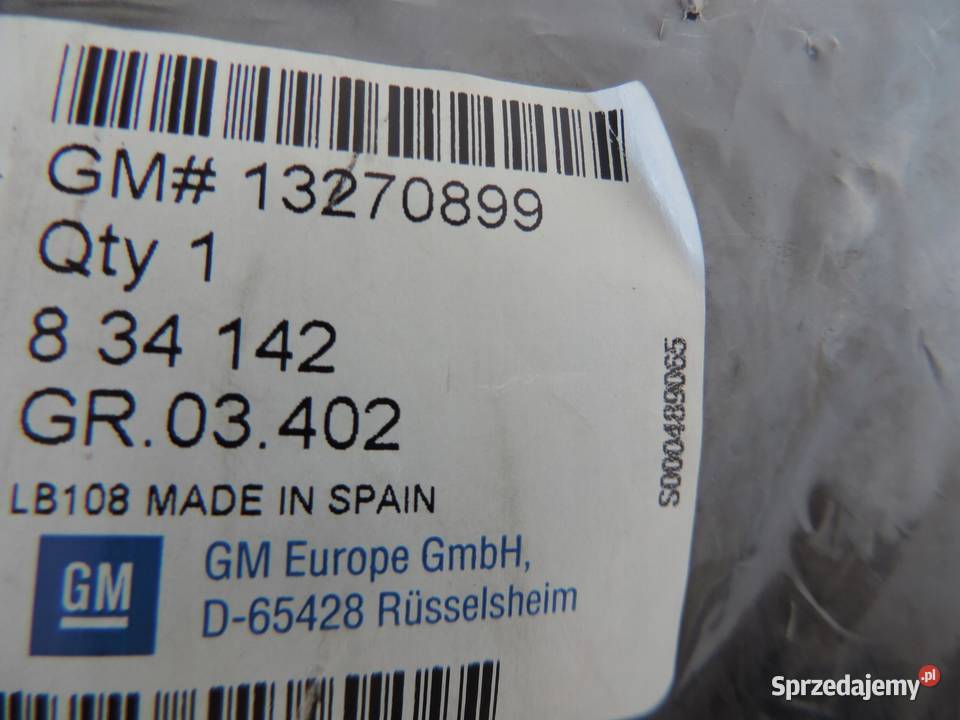 GM# 13270899
Qty 1
8 34 142
GR.03.402
LB108 MADE IN SPAIN
GM
GM Europe GmbH,
D-65428 Rüsselsheim
S000489065
Sprzedajemy.pl